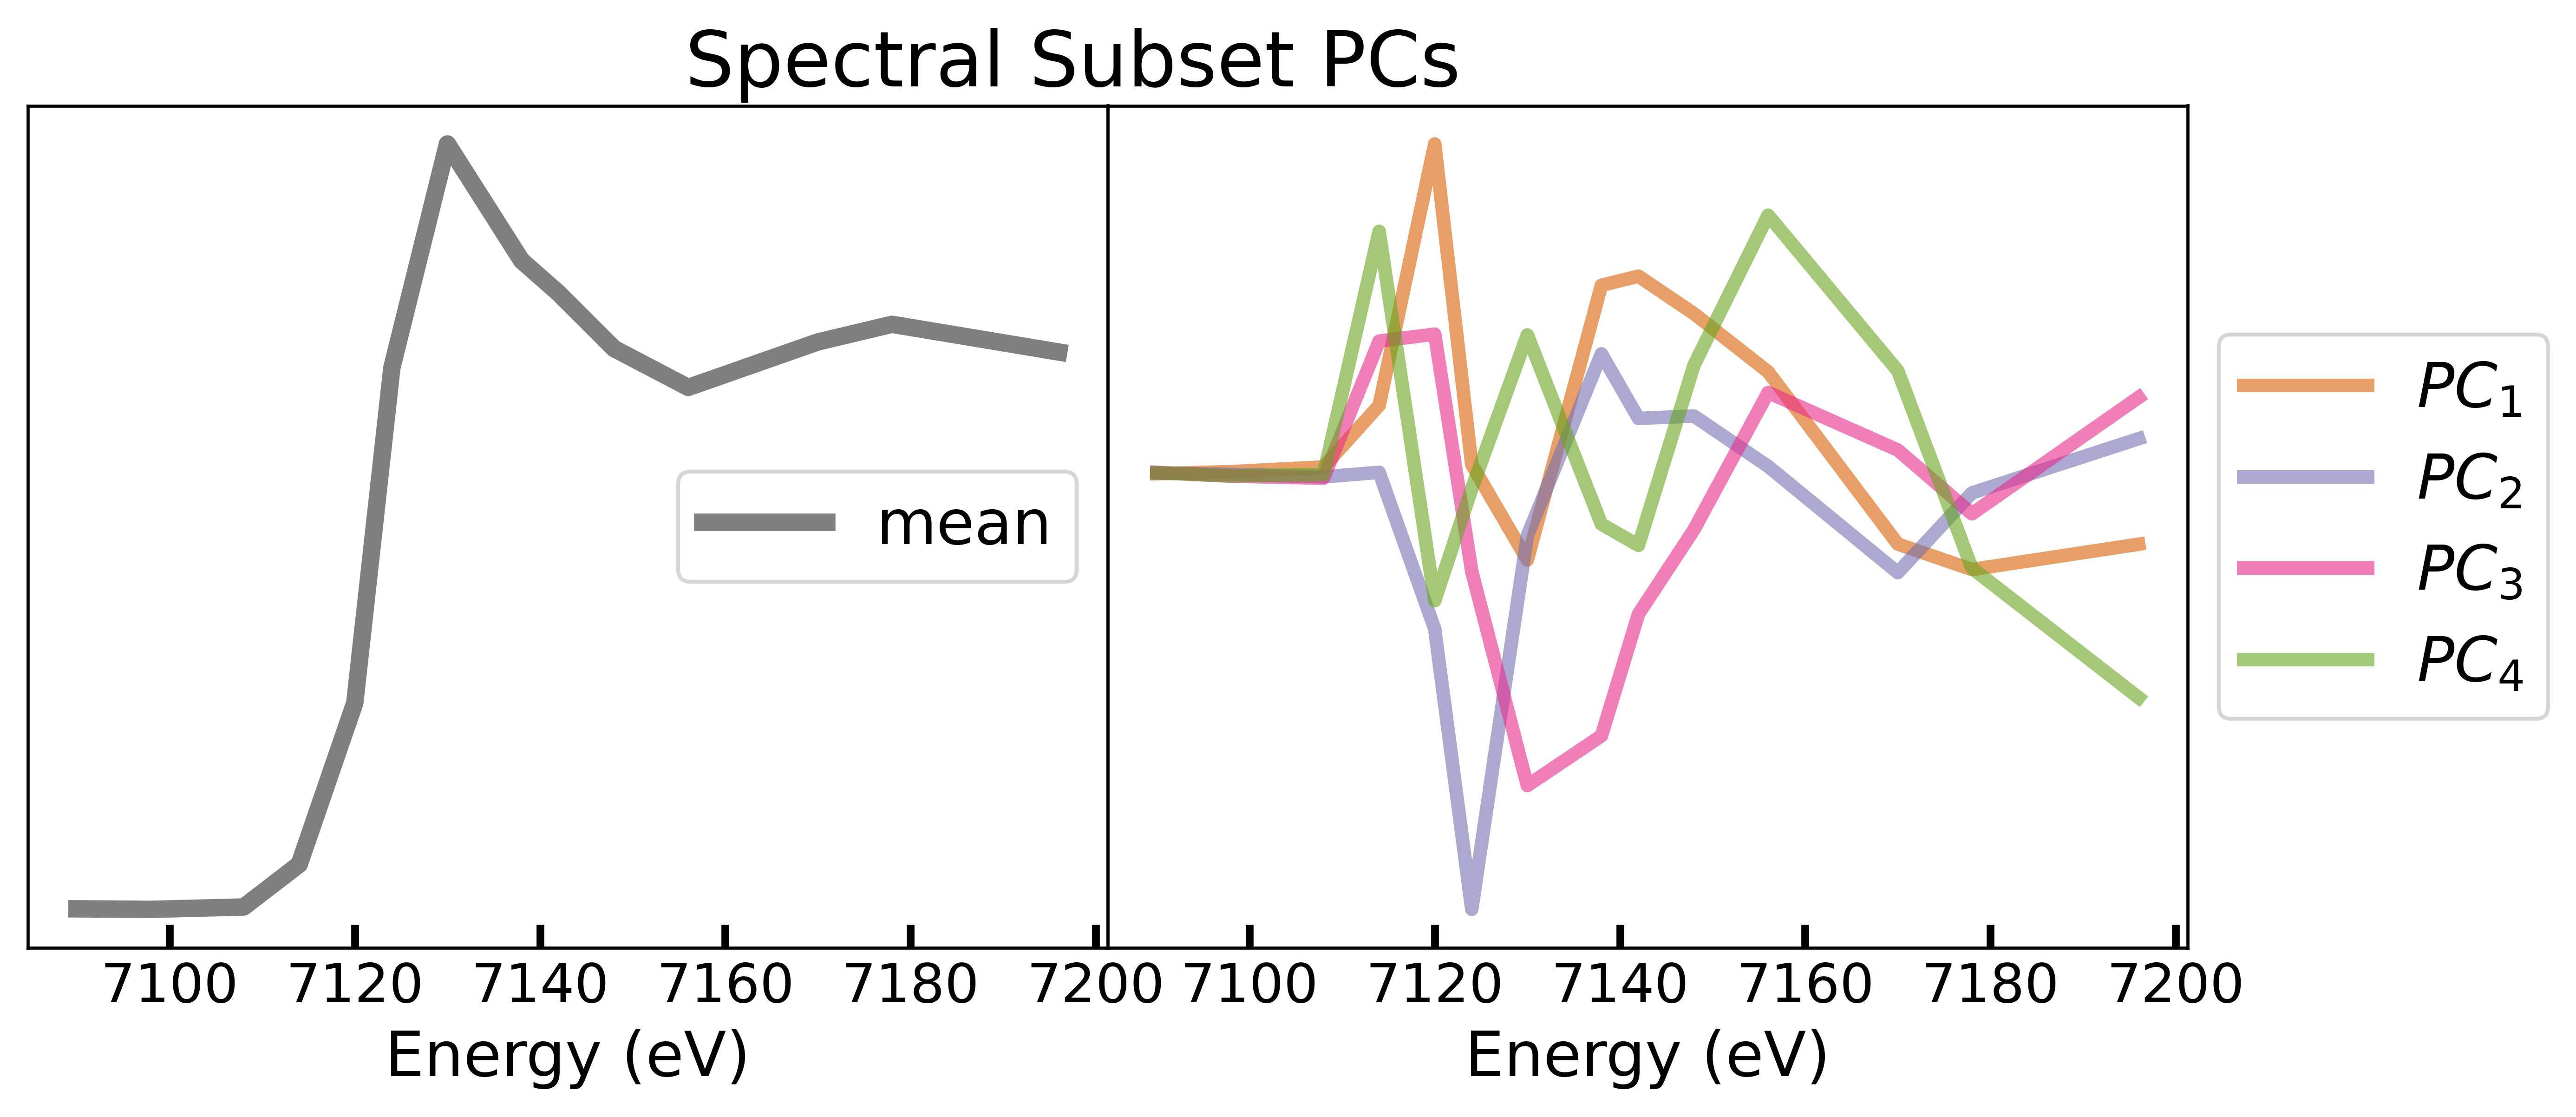 Spectral Subset PCs
mean
7100 7120 7140 7160 7180 7200
Energy (eV)
7100 7120 7140 7160 7180 7200
Energy (eV)
PC₁
PC₂
PC₃
PC₄